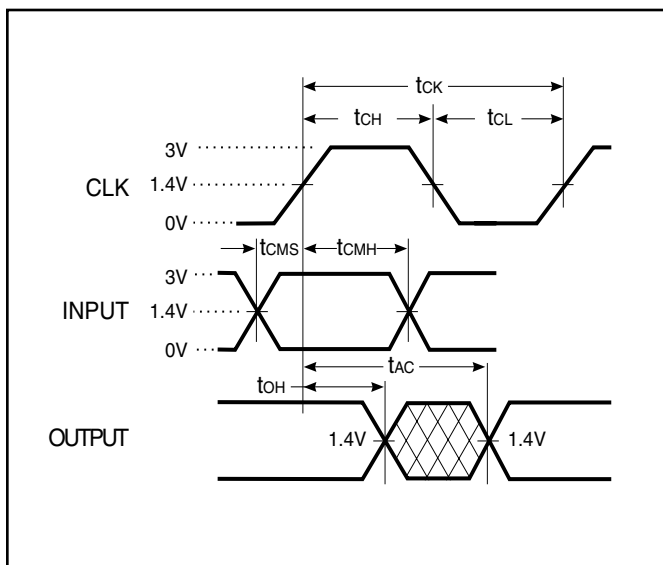 tCK
tCH tCL
3V
CLK 1.4V
0V
tCMS tCMH
3V
INPUT 1.4V
0V
tAC
tOH
OUTPUT 1.4V 1.4V